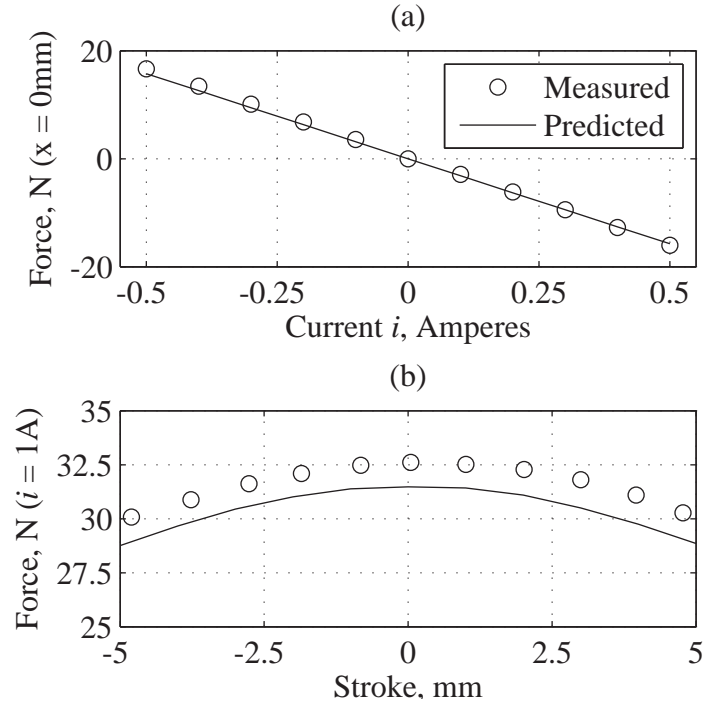 (a)
Force, N (x = 0mm)
20
0
-20
Measured
Predicted
-0.5 -0.25 0 0.25 0.5
Current i, Amperes
(b)
Force, N (i = 1A)
35
32.5
30
27.5
25
-5 -2.5 0 2.5 5
Stroke, mm